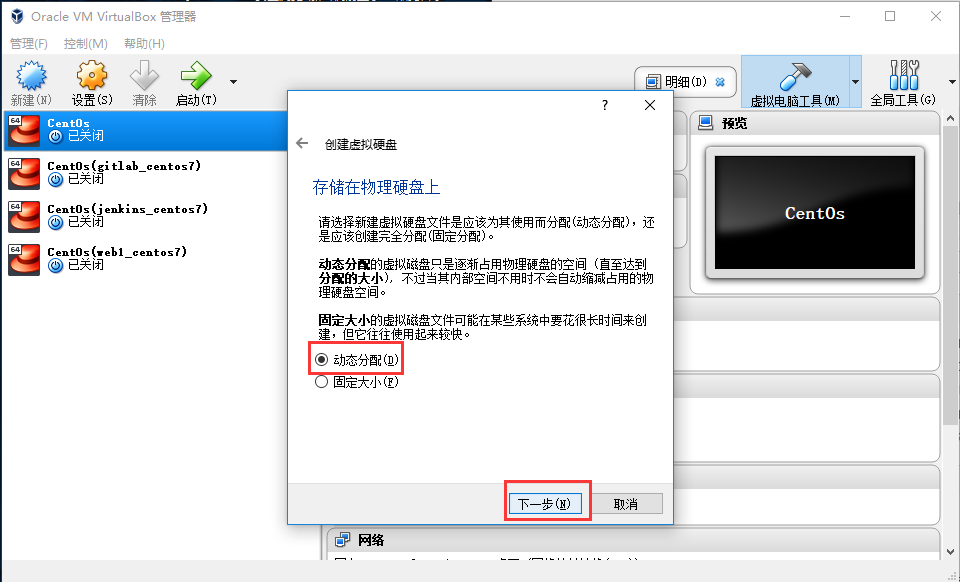 Oracle VM VirtualBox 管理器
管理(F) 控制(M) 帮助(H)
新建(N) 设置(S) 清除 启动(T)
明细(D) 虚拟电脑工具(M) 全局工具(G)
64 CentOs
已关闭
64 CentOs(gitlab_centos7)
已关闭
64 CentOs(jenkins_centos7)
已关闭
64 CentOs(web1_centos7)
已关闭
?
创建虚拟硬盘
存储在物理硬盘上
请选择新建虚拟硬盘文件是应该为其使用而分配(动态分配)，还
是应该创建完全分配(固定分配)。
动态分配的虚拟磁盘只是逐渐占用物理硬盘的空间（直至达到
分配的大小），不过当其内部空间不用时不会自动缩减占用的物
理硬盘空间。
固定大小的虚拟磁盘文件可能在某些系统中要花很长时间来创
建，但它往往使用起来较快。
动态分配(D)
固定大小(F)
下一步(N) 取消
预览
CentOs
网络